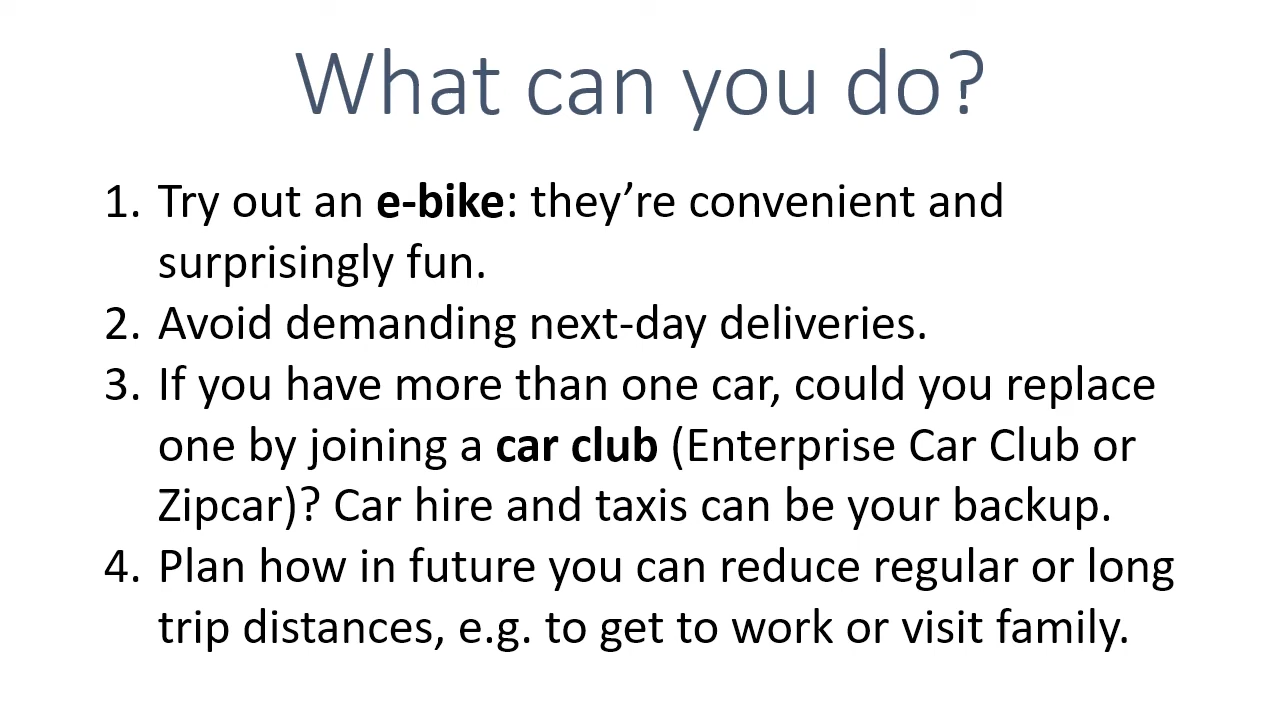 What can you do?
1. Try out an e-bike: they’re convenient and
surprisingly fun.
2. Avoid demanding next-day deliveries.
3. If you have more than one car, could you replace
one by joining a car club (Enterprise Car Club or
Zipcar)? Car hire and taxis can be your backup.
4. Plan how in future you can reduce regular or long
trip distances, e.g. to get to work or visit family.